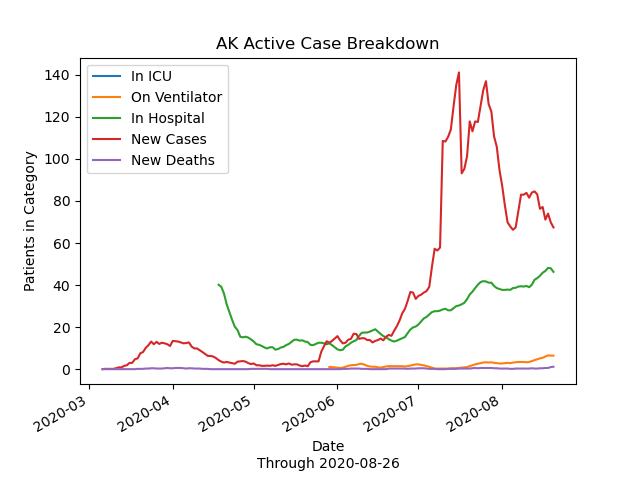 AK Active Case Breakdown
In ICU
On Ventilator
In Hospital
New Cases
New Deaths
Patients in Category
140
120
100
80
60
40
20
0
2020-03
2020-04
2020-05
2020-06
2020-07
2020-08
Date
Through 2020-08-26